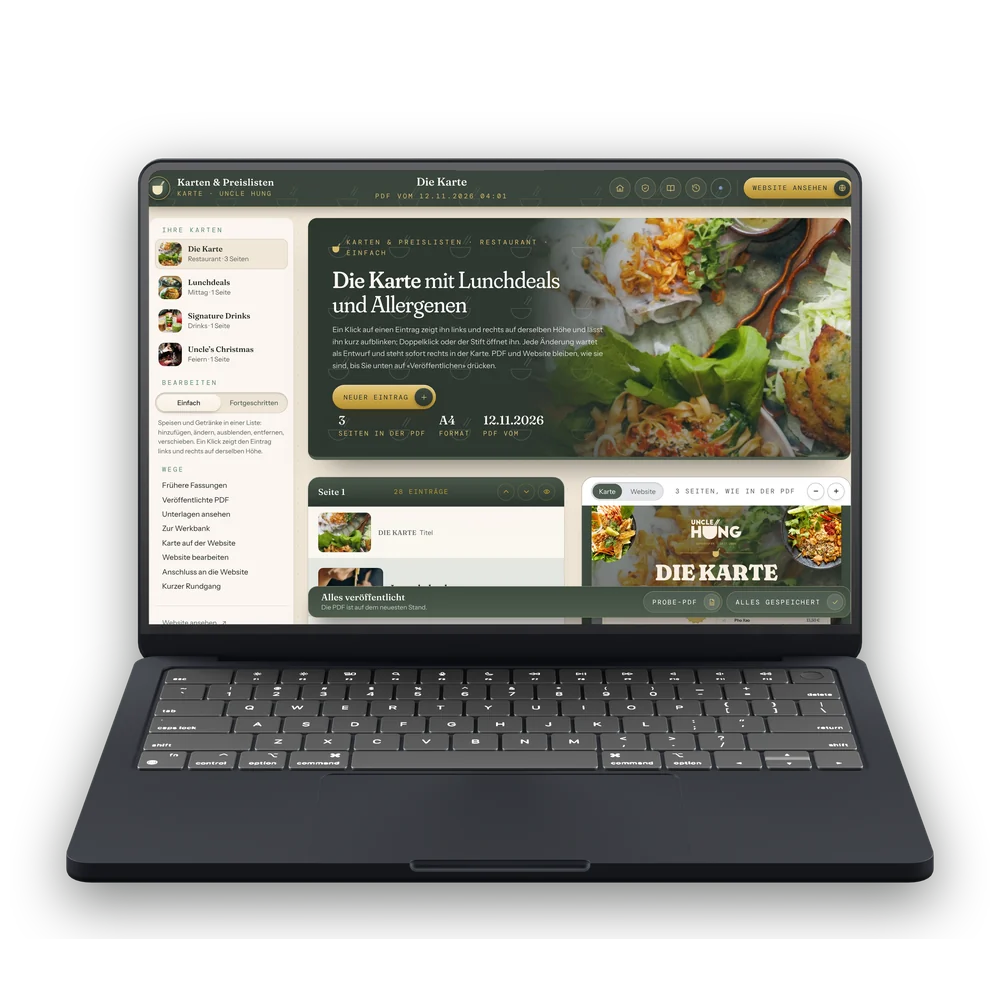 Karten & Preislisten
KARTE · UNCLE HUNG
Die Karte
PDF VOM 12.11.2026 04:01
WEBSITE ANSEHEN
IHRE KARTEN
Die Karte
Restaurant · 3 Seiten
Lunchdeals
Mittag · 1 Seite
Signature Drinks
Drinks · 1 Seite
Uncle's Christmas
Feiern · 1 Seite
BEARBEITEN
Einfach
Fortgeschritten
Speisen und Getränke in einer Liste:
hinzufügen, ändern, ausblenden, entfernen,
verschieben. Ein Klick zeigt den Eintrag
links und rechts auf derselben Höhe.
WEGE
Frühere Fassungen
Veröffentlichte PDF
Unterlagen ansehen
Zur Werkbank
Karte auf der Website
Website bearbeiten
Anschluss an die Website
Kurzer Rundgang
Website ansehen ↗
KARTEN & PREISLISTEN · RESTAURANT ·
EINFACH
Die Karte mit Lunchdeals
und Allergenen
Ein Klick auf einen Eintrag zeigt ihn links und rechts auf derselben Höhe und lässt
ihn kurz aufblinken; Doppelklick oder der Stift öffnet ihn. Jede Änderung wartet
als Entwurf und steht sofort rechts in der Karte. PDF und Website bleiben, wie sie
sind, bis Sie unten auf «Veröffentlichen» drücken.
NEUER EINTRAG +
3
SEITEN IN DER PDF
A4
FORMAT
12.11.2026
PDF VOM
Seite 1
28 EINTRÄGE
DIE KARTE Titel
Karte
Website
3 SEITEN, WIE IN DER PDF
− +
UNCLE
HUNG
DIE KARTE
Alles veröffentlicht
Die PDF ist auf dem neuesten Stand.
PROBE-PDF
ALLES GESPEICHERT
esc
~ ! @ # $ % ^ & * ( ) _ +
\` 1 2 3 4 5 6 7 8 9 0 - =
delete
tab
Q W E R T Y U I O P { } |
[ ] \
caps lock
A S D F G H J K L : "
; '
return
shift
Z X C V B N M < > ?
, . /
shift
fn
control
option
command
command
option